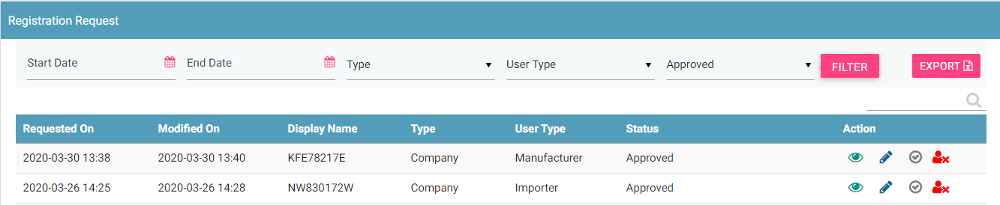 Registration Request
Start Date End Date Type User Type Approved FILTER EXPORT
Requested On Modified On Display Name Type User Type Status Action
2020-03-30 13:38 2020-03-30 13:40 KFE78217E Company Manufacturer Approved
2020-03-26 14:25 2020-03-26 14:28 NW830172W Company Importer Approved